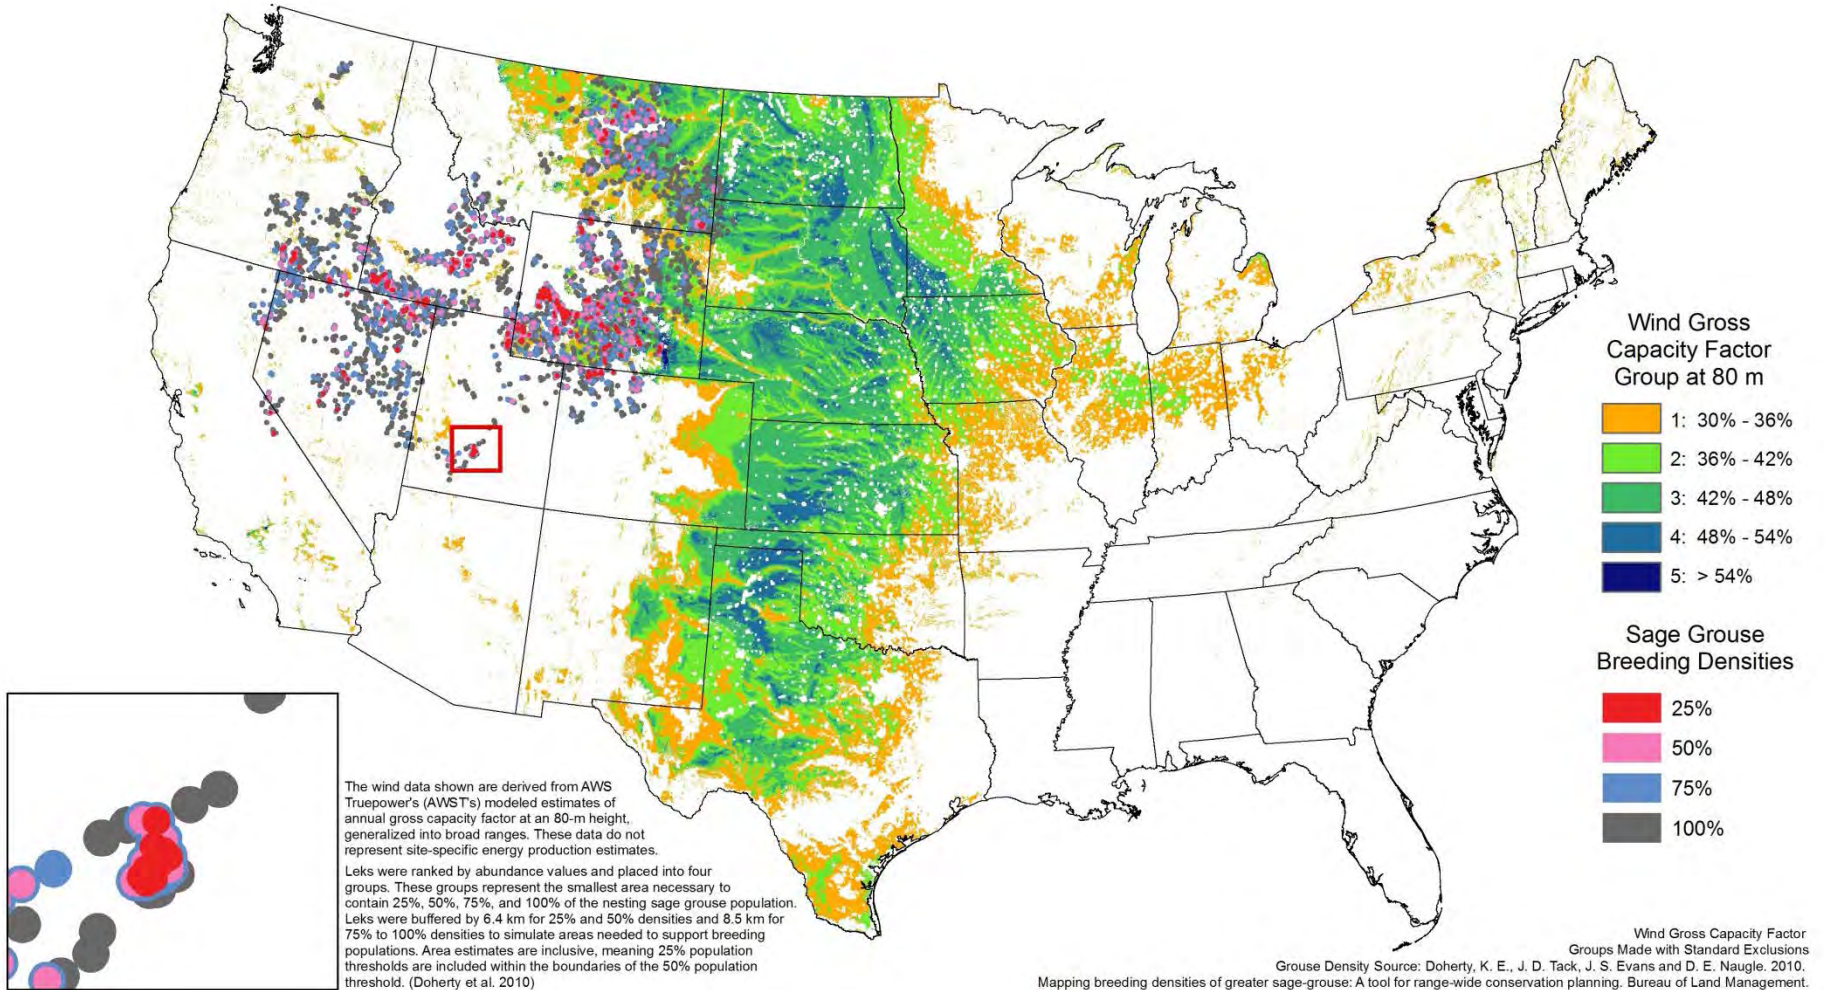 Wind Gross
Capacity Factor
Group at 80 m
1: 30% - 36%
2: 36% - 42%
3: 42% - 48%
4: 48% - 54%
5: > 54%
Sage Grouse
Breeding Densities
25%
50%
75%
100%
The wind data shown are derived from AWS
Truepower's (AWST's) modeled estimates of
annual gross capacity factor at an 80-m height,
generalized into broad ranges. These data do not
represent site-specific energy production estimates.
Leks were ranked by abundance values and placed into four
groups. These groups represent the smallest area necessary to
contain 25%, 50%, 75%, and 100% of the nesting sage grouse population.
Leks were buffered by 6.4 km for 25% and 50% densities and 8.5 km for
75% to 100% densities to simulate areas needed to support breeding
populations. Area estimates are inclusive, meaning 25% population
thresholds are included within the boundaries of the 50% population
threshold. (Doherty et al. 2010)
Wind Gross Capacity Factor
Groups Made with Standard Exclusions
Grouse Density Source: Doherty, K. E., J. D. Tack, J. S. Evans and D. E. Naugle. 2010.
Mapping breeding densities of greater sage-grouse: A tool for range-wide conservation planning. Bureau of Land Management.